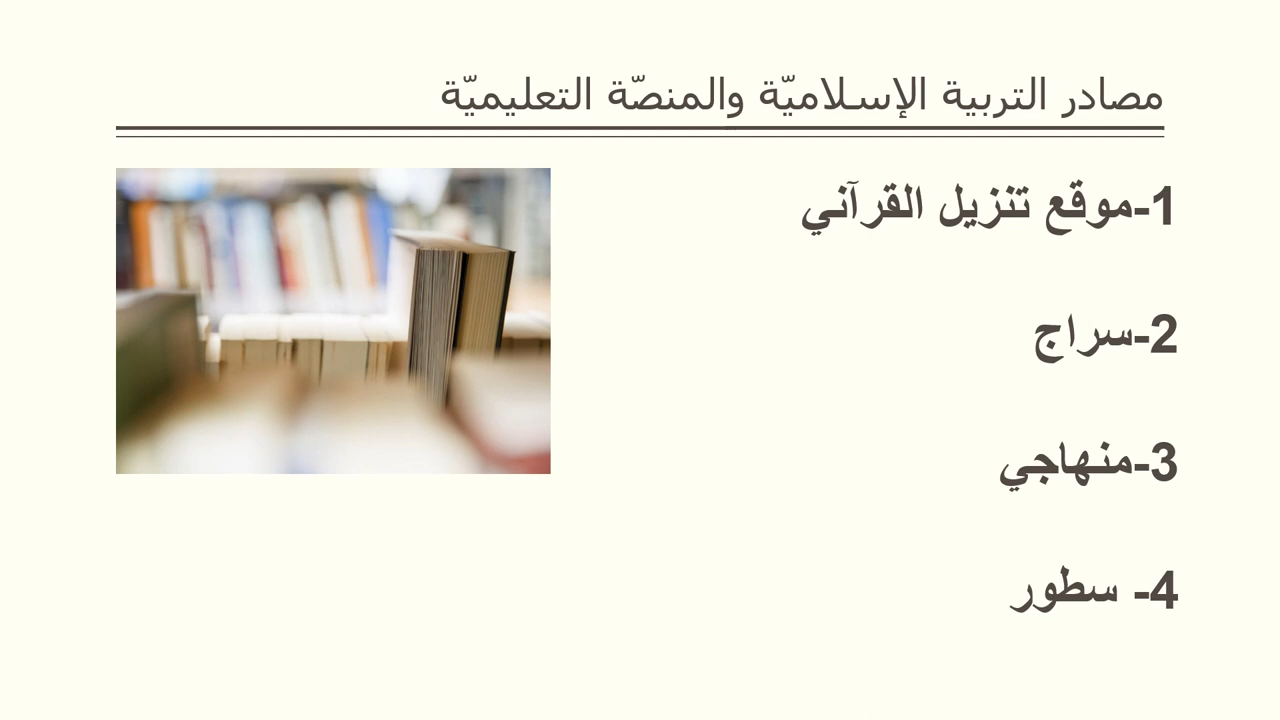 مصادر التربية الإسلاميّة والمنصّة التعليميّة
1-موقع تنزيل القرآني
2-سراج
3-منهاجي
4- سطور